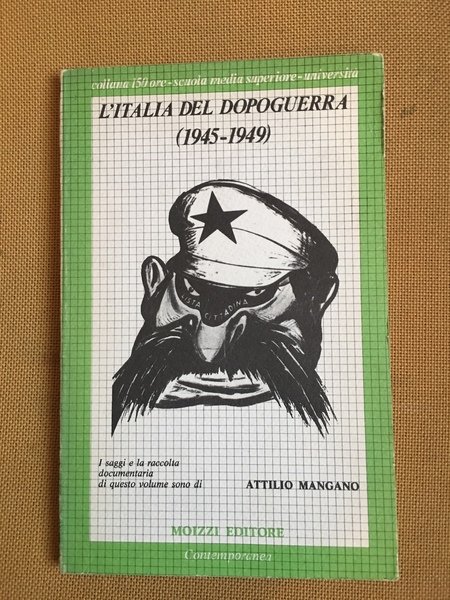 collana 150 ore - scuola media superiore - università
L'ITALIA DEL DOPOGUERRA
(1945-1949)
LISTA CITTADINA
I saggi e la raccolta
documentaria
di questo volume sono di
ATTILIO MANGANO
MOIZZI EDITORE
Contemporanea